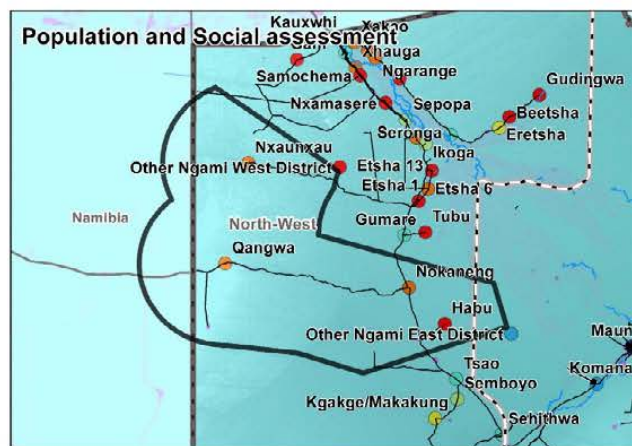 Population and Social assessment
Kauxwhi
Xakao
Xhauga
Samochema
Ngarange
Gudingwa
Nxamasere
Sepopa
Beetsha
Eretsha
Seronga
Nxaunxau
Ikoga
Other Ngami West District
Etsha 13
Etsha 1
Etsha 6
Namibia
North-West
Gumare
Tubu
Qangwa
Nokaneng
Habu
Other Ngami East District
Maun
Tsao
Komana
Semboyo
Kgakge/Makakung
Sehithwa